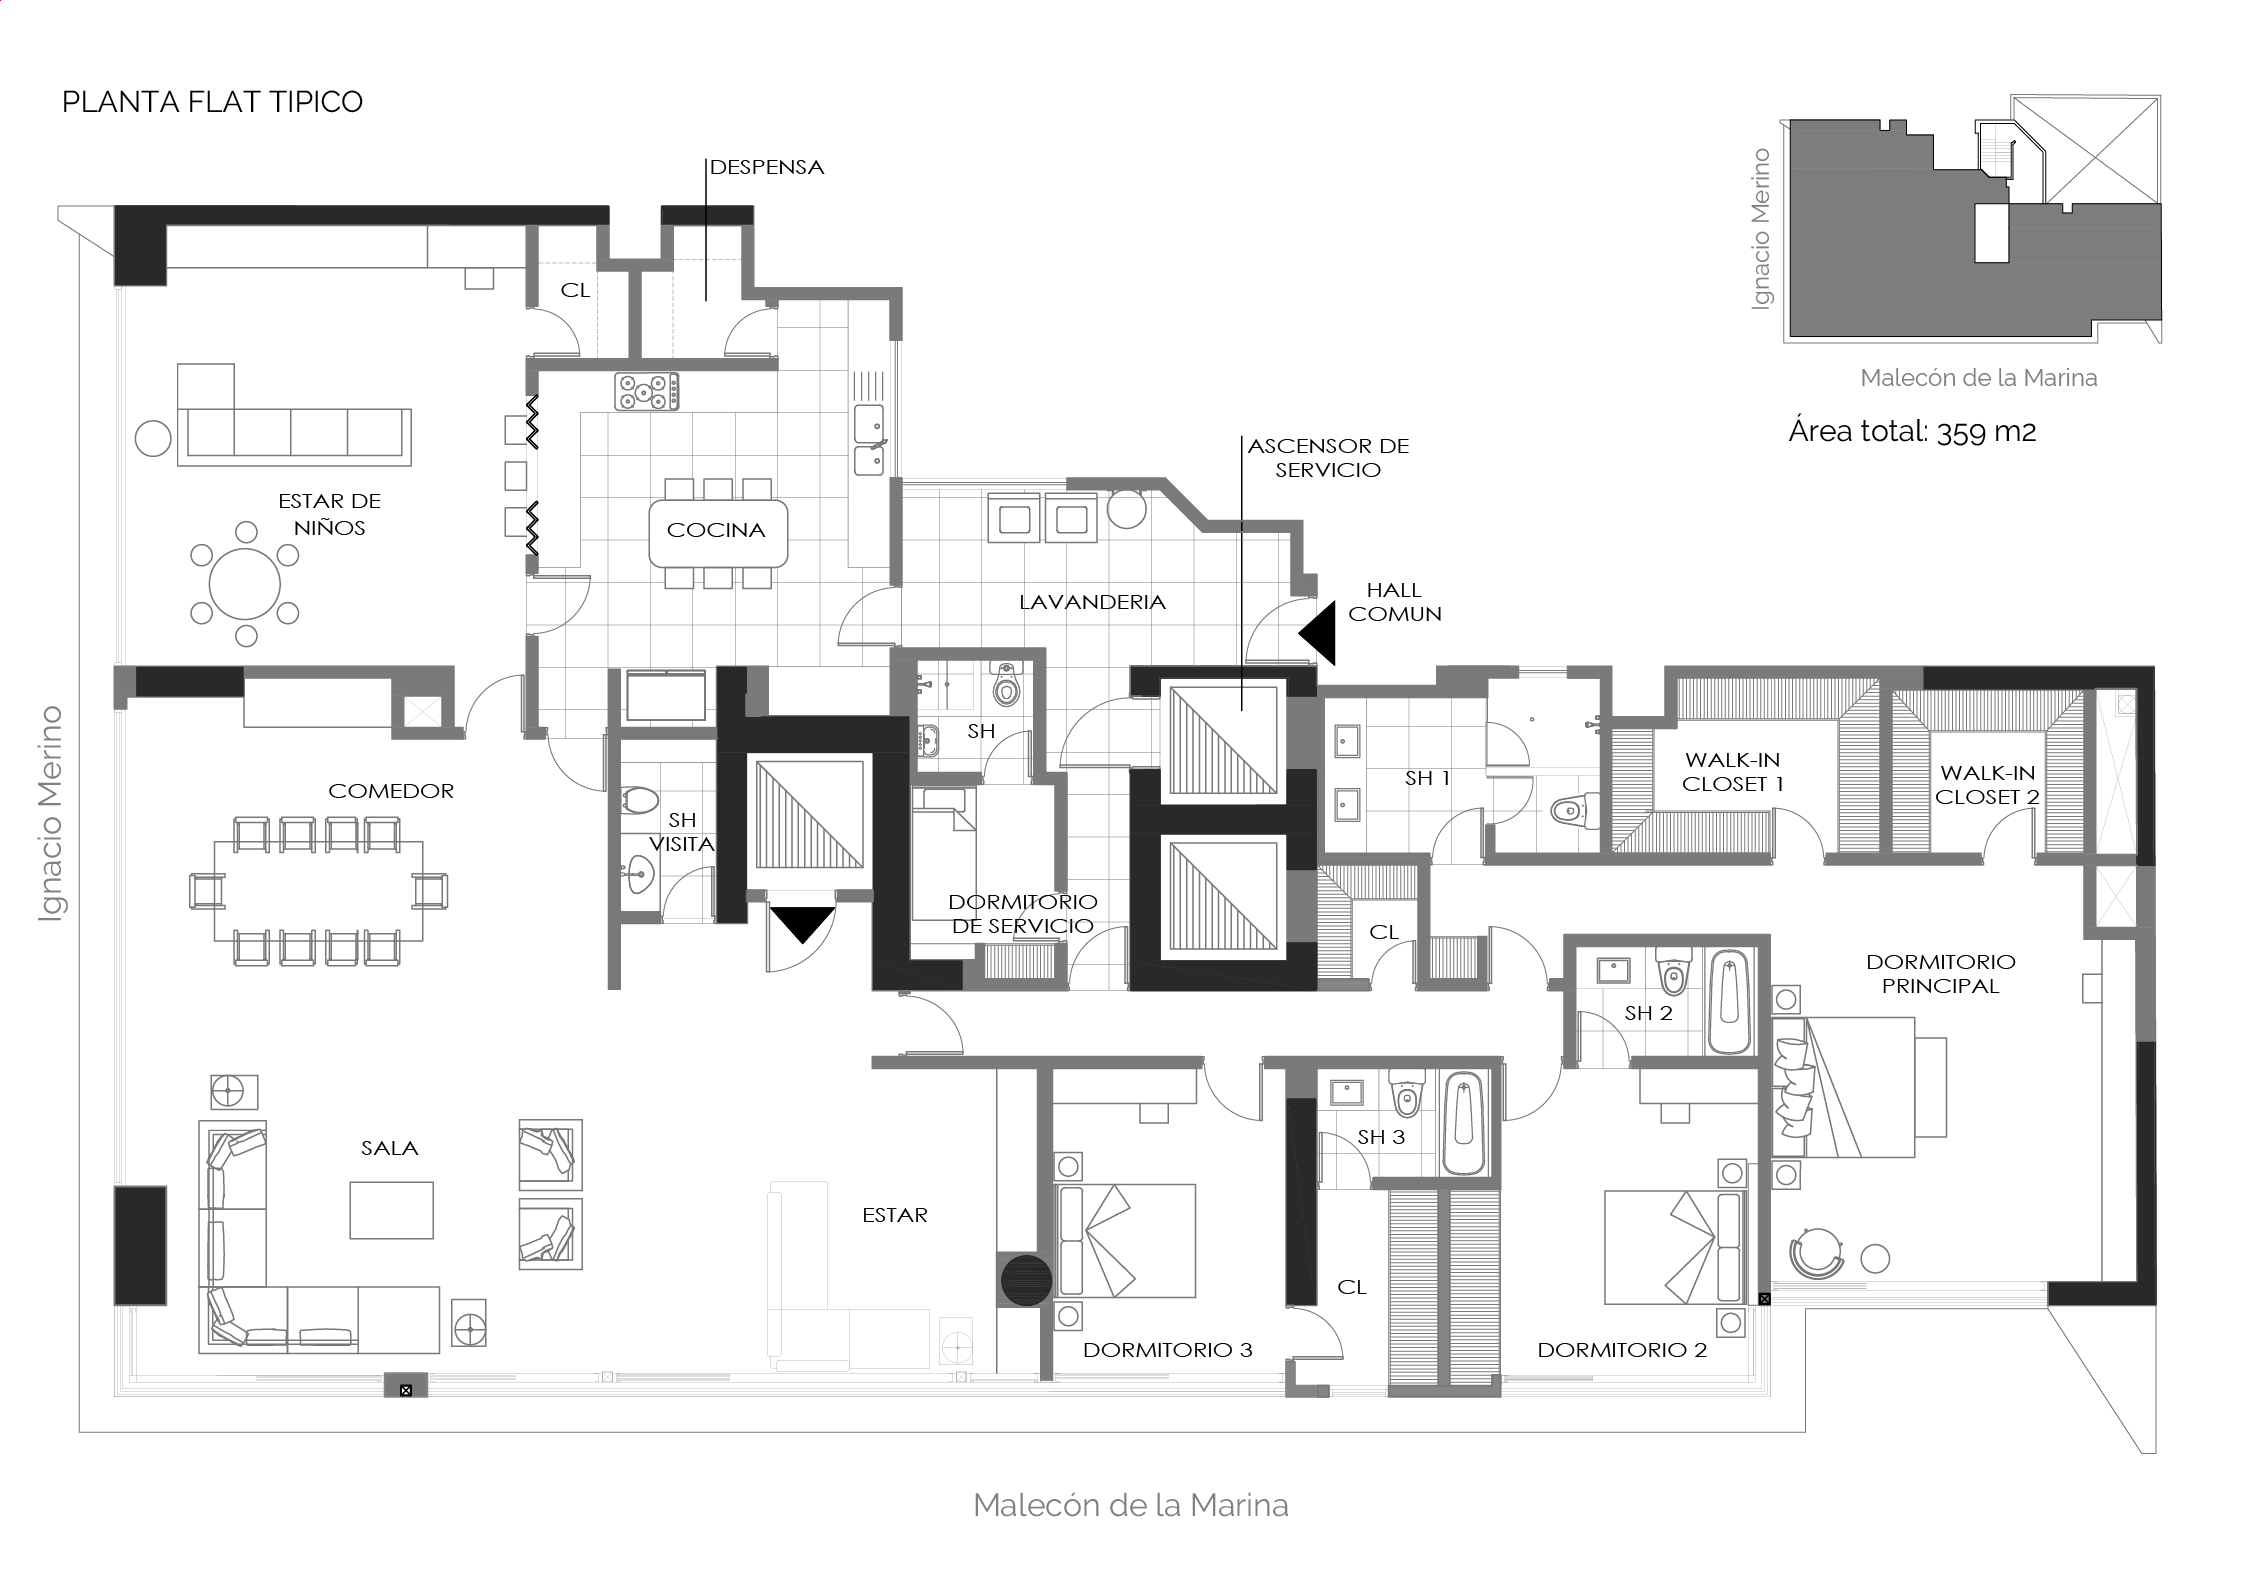 PLANTA FLAT TIPICO
DESPENSA
Ignacio Merino
Malecón de la Marina
Área total: 359 m2
CL
ASCENSOR DE
SERVICIO
ESTAR DE
NIÑOS
COCINA
HALL
COMUN
LAVANDERIA
Ignacio Merino
COMEDOR
SH
SH
VISITA
SH 1
WALK-IN
CLOSET 1
WALK-IN
CLOSET 2
DORMITORIO
DE SERVICIO
CL
DORMITORIO
PRINCIPAL
SH 2
SALA
SH 3
ESTAR
CL
DORMITORIO 3
DORMITORIO 2
Malecón de la Marina